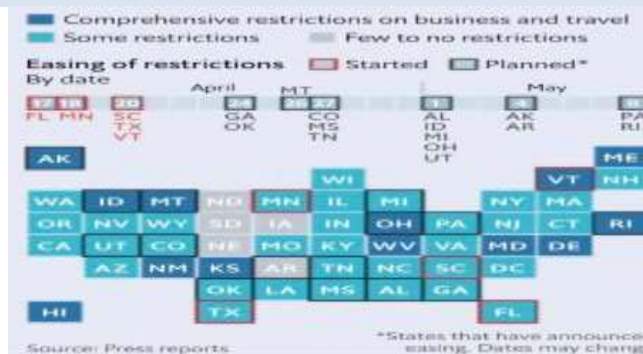 Comprehensive restrictions on business and travel
Some restrictions Few to no restrictions
Easing of restrictions Started Planned*
By date
April MT May
17 18 20 24 26 27 1 4
FL MN SC GA CO AL AK PA
TX OK MS ID AR RI
VT TN MI
OH
UT
AK ME
WI VT NH
WA ID MT ND MN IL MI NY MA
OR NV WY SD IA IN OH PA NJ CT RI
CA UT CO NE MO KY WV VA MD DE
AZ NM KS AR TN NC SC DC
OK LA MS AL GA
HI TX FL
*States that have announce
Source: Press reports easing. Dates may chang